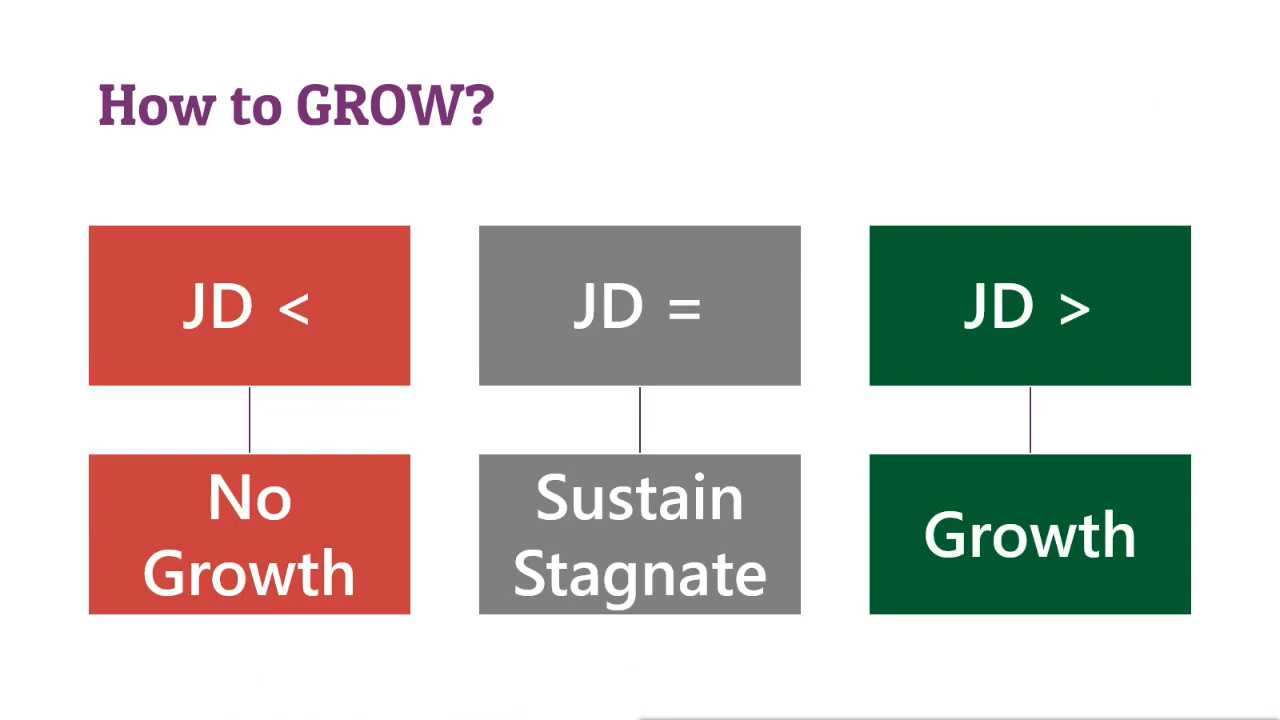 How to GROW?
JD <
JD =
JD >
No
Growth
Sustain
Stagnate
Growth